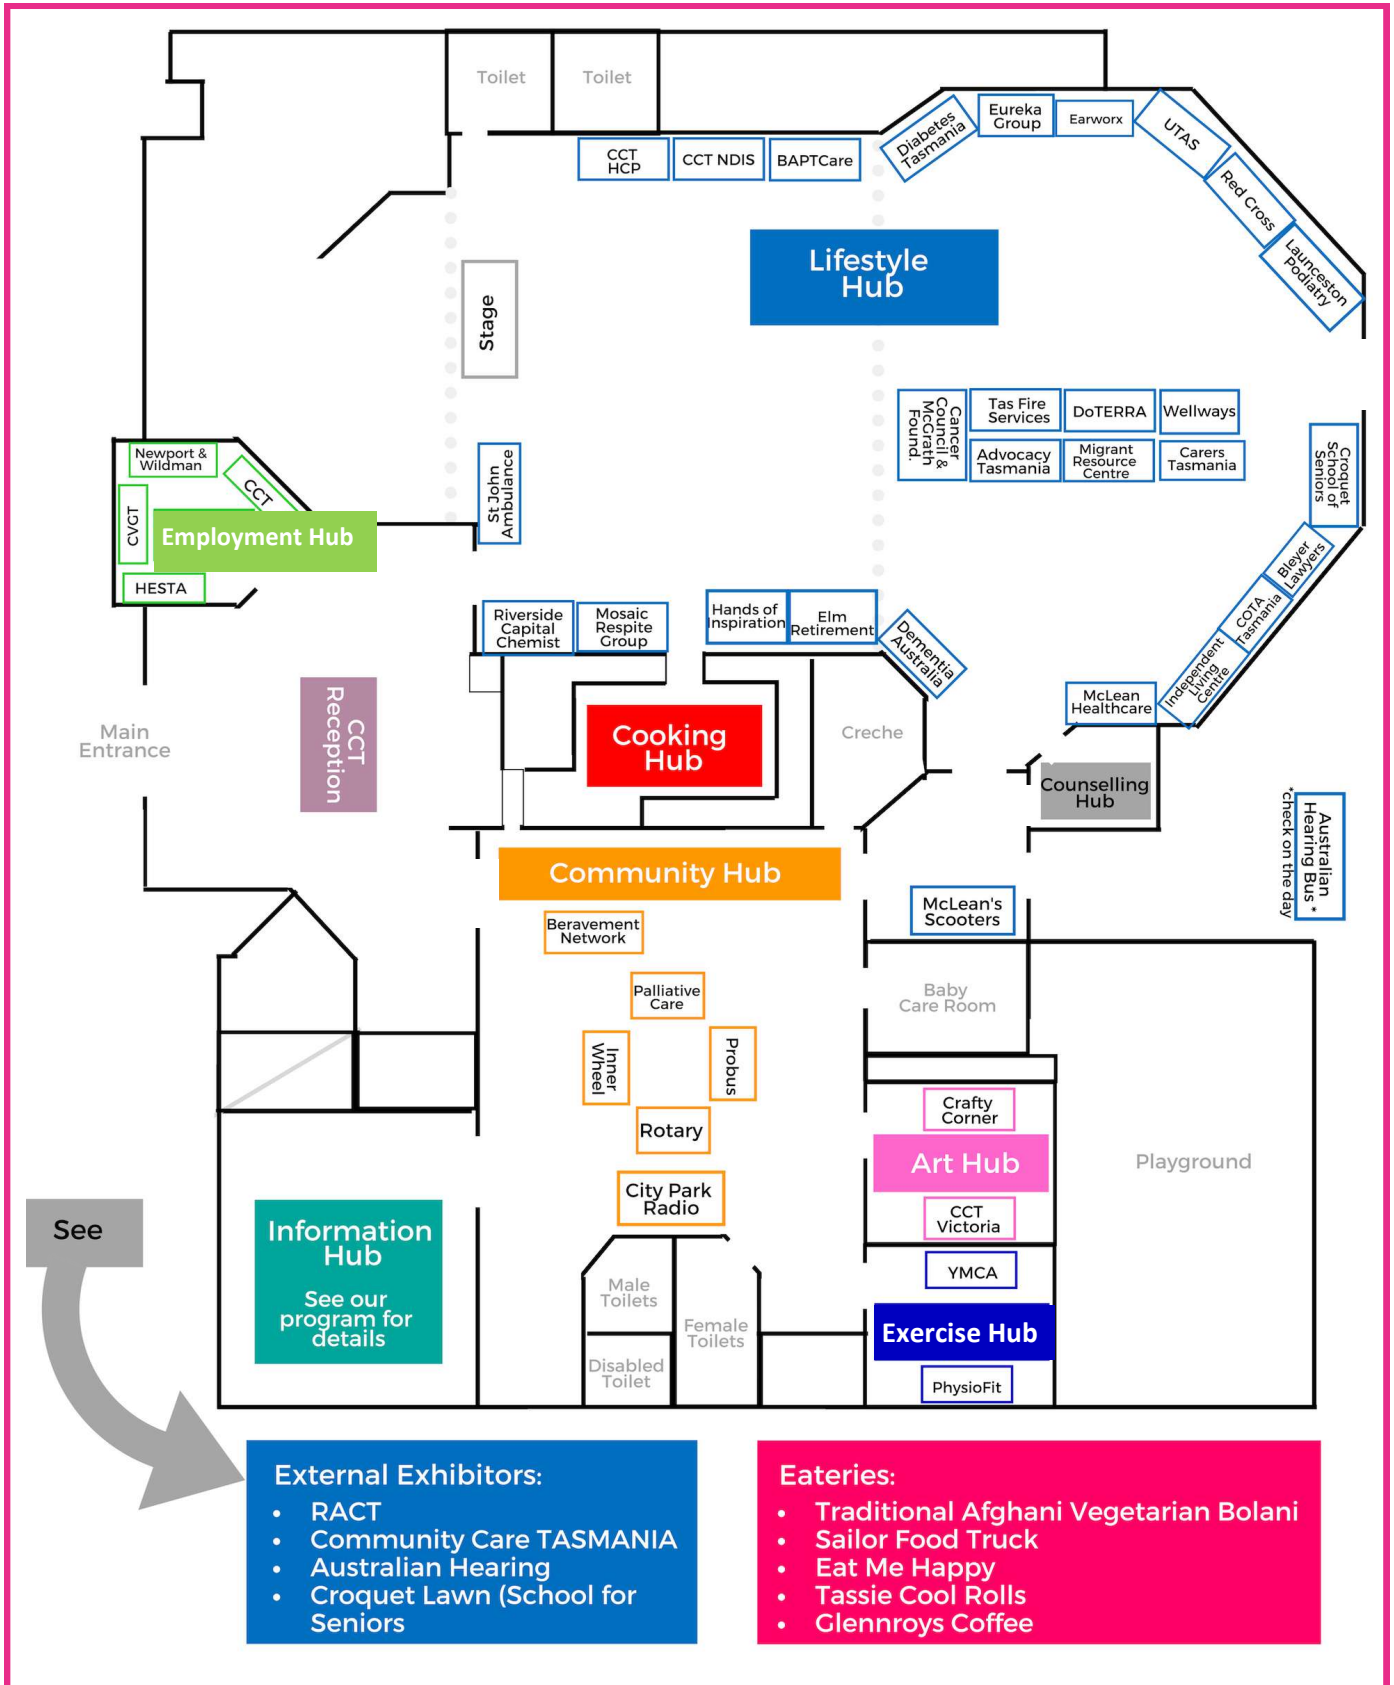 Toilet
Toilet
CCT
HCP
CCT NDIS
BAPTCare
Diabetes
Tasmania
Eureka
Group
Earworx
UTAS
Red Cross
Launceston
Podiatry
Lifestyle
Hub
Stage
Cancer
Council &
McGrath
Found.
Tas Fire
Services
DoTERRA
Wellways
Advocacy
Tasmania
Migrant
Resource
Centre
Carers
Tasmania
Croquet
School of
Seniors
Newport &
Wildman
CCT
CVGT
Employment Hub
HESTA
St John
Ambulance
Bleyer
Lawyers
COTA
Tasmania
Independent
Living
Centre
Riverside
Capital
Chemist
Mosaic
Respite
Group
Hands of
Inspiration
Elm
Retirement
Dementia
Australia
McLean
Healthcare
Main
Entrance
CCT
Reception
Cooking
Hub
Creche
Counselling
Hub
Australian
Hearing Bus *
*check on the day
Community Hub
McLean's
Scooters
Beravement
Network
Palliative
Care
Baby
Care Room
Inner
Wheel
Probus
Rotary
Crafty
Corner
Art Hub
Playground
City Park
Radio
CCT
Victoria
See
Information
Hub
See our
program for
details
Male
Toilets
Female
Toilets
Disabled
Toilet
YMCA
Exercise Hub
PhysioFit
External Exhibitors:
• RACT
• Community Care TASMANIA
• Australian Hearing
• Croquet Lawn (School for
Seniors
Eateries:
• Traditional Afghani Vegetarian Bolani
• Sailor Food Truck
• Eat Me Happy
• Tassie Cool Rolls
• Glennroys Coffee